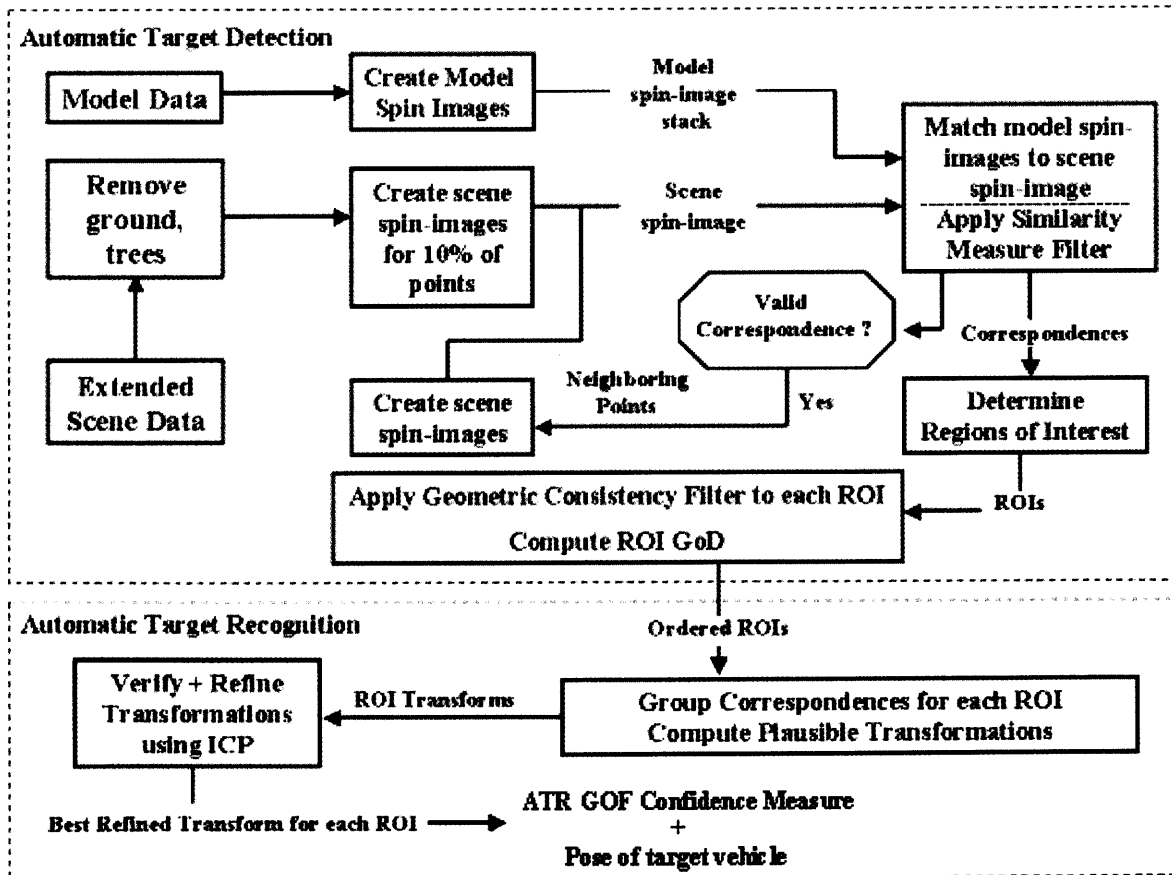 Automatic Target Detection
Model Data
Create Model
Spin Images
Model
spin-image
stack
Match model spin-
images to scene
spin-image
Apply Similarity
Measure Filter
Remove
ground,
trees
Create scene
spin-images
for 10% of
points
Scene
spin-image
Valid
Correspondence ?
Correspondences
Extended
Scene Data
Create scene
spin-images
Neighboring
Points
Yes
Determine
Regions of Interest
ROIs
Apply Geometric Consistency Filter to each ROI
Compute ROI GoD
Automatic Target Recognition
Ordered ROIs
Verify + Refine
Transformations
using ICP
ROI Transforms
Group Correspondences for each ROI
Compute Plausible Transformations
Best Refined Transform for each ROI
ATR GOF Confidence Measure
+
Pose of target vehicle